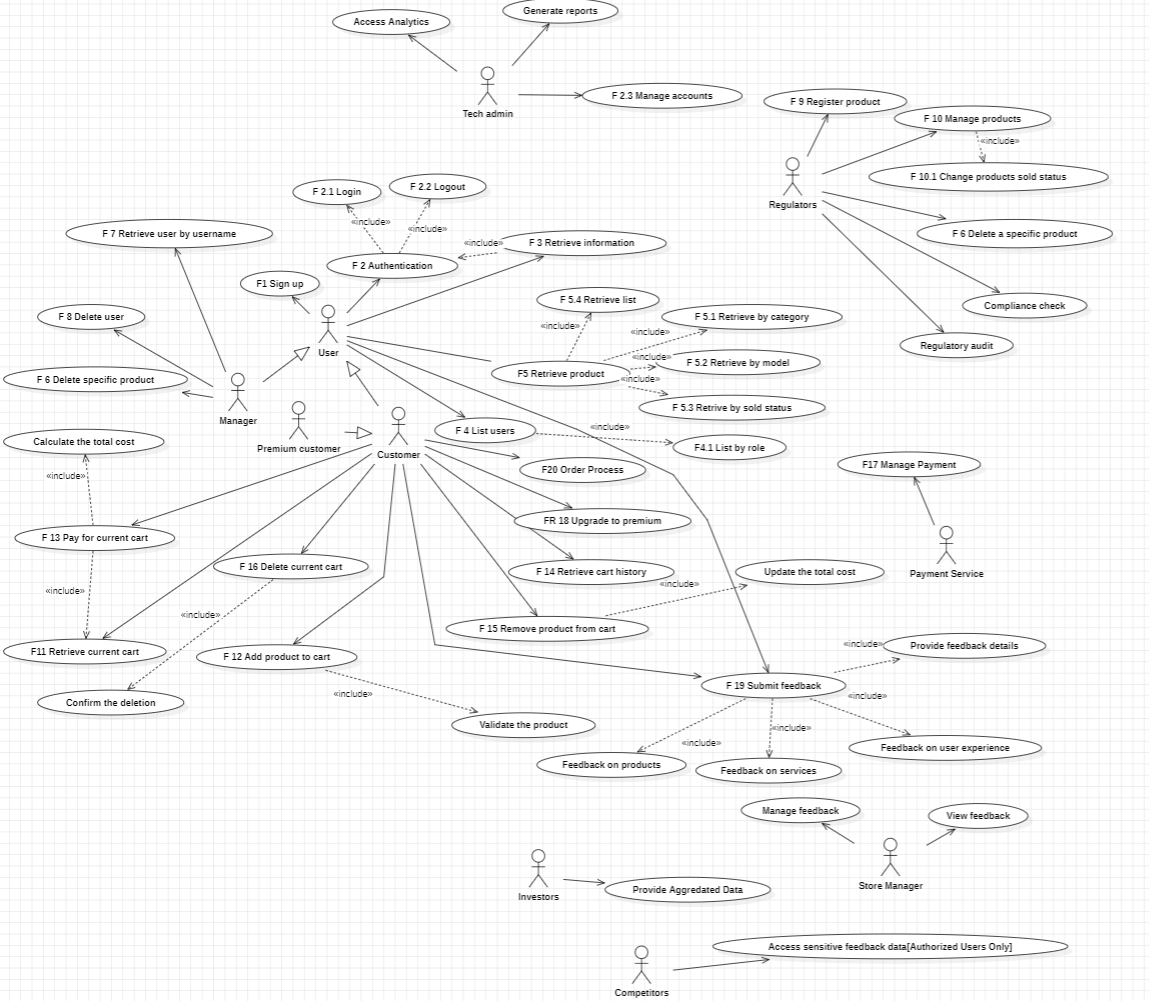 Generate reports
Access Analytics
F 2.3 Manage accounts
Tech admin
F 9 Register product
F 10 Manage products
«include»
F 10.1 Change products sold status
Regulators
F 2.1 Login
F 2.2 Logout
«include»
«include»
F 7 Retrieve user by username
«include»
F 3 Retrieve information
F 6 Delete a specific product
F 2 Authentication
F1 Sign up
F 5.4 Retrieve list
Compliance check
F 8 Delete user
F 5.1 Retrieve by category
«include»
«include»
User
Regulatory audit
«include»
F 5.2 Retrieve by model
F5 Retrieve product
«include»
F 6 Delete specific product
F 5.3 Retrive by sold status
Manager
F 4 List users
«include»
Calculate the total cost
Premium customer
F4.1 List by role
Customer
F17 Manage Payment
F20 Order Process
«include»
FR 18 Upgrade to premium
F 13 Pay for current cart
F 16 Delete current cart
F 14 Retrieve cart history
Update the total cost
Payment Service
«include»
«include»
«include»
F 15 Remove product from cart
«include»
Provide feedback details
F11 Retrieve current cart
F 12 Add product to cart
F 19 Submit feedback
«include»
«include»
Confirm the deletion
Validate the product
«include»
«include»
Feedback on user experience
Feedback on products
Feedback on services
Manage feedback
View feedback
Store Manager
Provide Aggredated Data
Investors
Access sensitive feedback data[Authorized Users Only]
Competitors